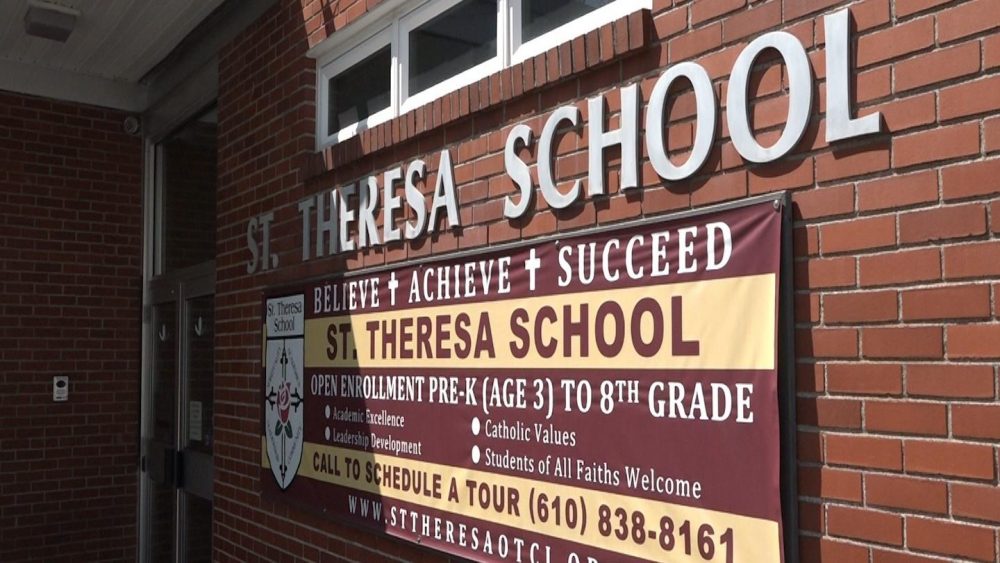 ST. THERESA SCHOOL
BELIEVE ✝ ACHIEVE ✝ SUCCEED
St. Theresa
School
ST. THERESA SCHOOL
OPEN ENROLLMENT PRE-K (AGE 3) TO 8TH GRADE
• Academic Excellence
• Catholic Values
• Leadership Development
• Students of All Faiths Welcome
CALL TO SCHEDULE A TOUR (610) 838-8161
WWW.STTHERESAOTCJ.O